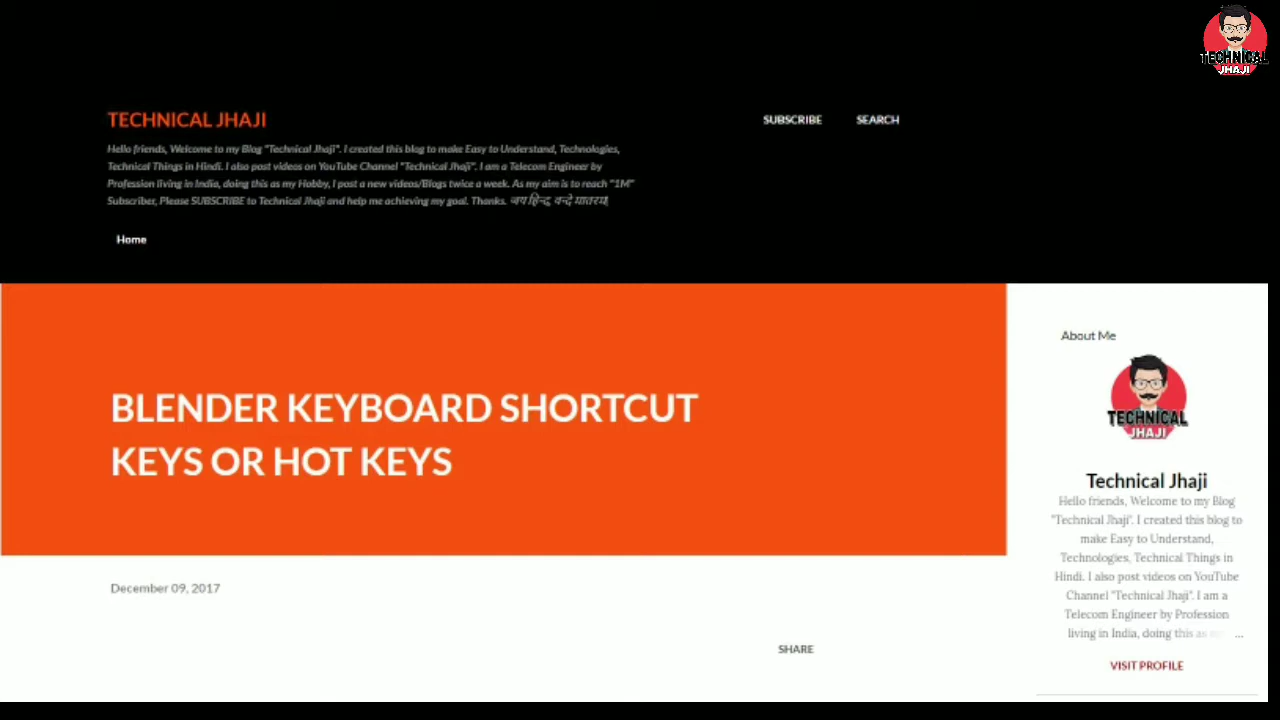 TECHNICAL
JHAJI
TECHNICAL JHAJI
SUBSCRIBE
SEARCH
Hello friends, Welcome to my Blog "Technical Jhaji". I created this blog to make Easy to Understand, Technologies,
Technical Things in Hindi. I also post videos on YouTube Channel "Technical Jhaji". I am a Telecom Engineer by
Profession living in India, doing this as my Hobby, I post a new videos/Blogs twice a week. As my aim is to reach "1M"
Subscriber, Please SUBSCRIBE to Technical Jhaji and help me achieving my goal. Thanks. जय हिन्द, वन्दे मातरम्
Home
BLENDER KEYBOARD SHORTCUT
KEYS OR HOT KEYS
December 09, 2017
SHARE
About Me
TECHNICAL
JHAJI
Technical Jhaji
Hello friends, Welcome to my Blog
"Technical Jhaji". I created this blog to
make Easy to Understand,
Technologies, Technical Things in
Hindi. I also post videos on YouTube
Channel "Technical Jhaji". I am a
Telecom Engineer by Profession
living in India, doing this as ...
VISIT PROFILE